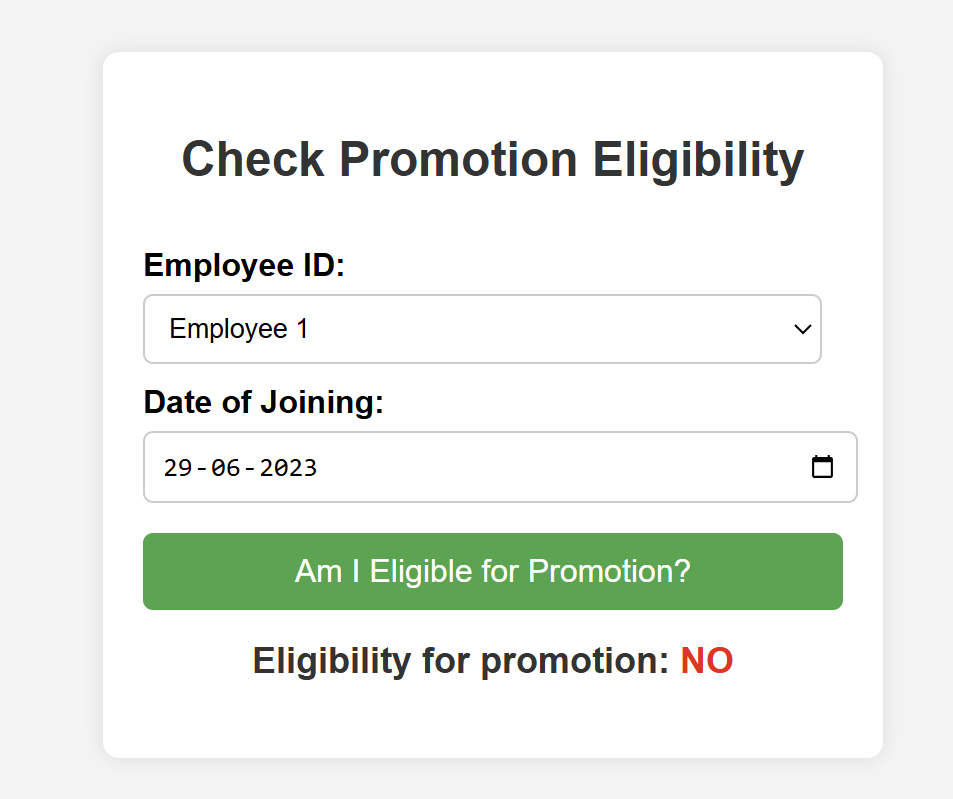 Check Promotion Eligibility
Employee ID:
Employee 1
Date of Joining:
29-06-2023
Am I Eligible for Promotion?
Eligibility for promotion: NO